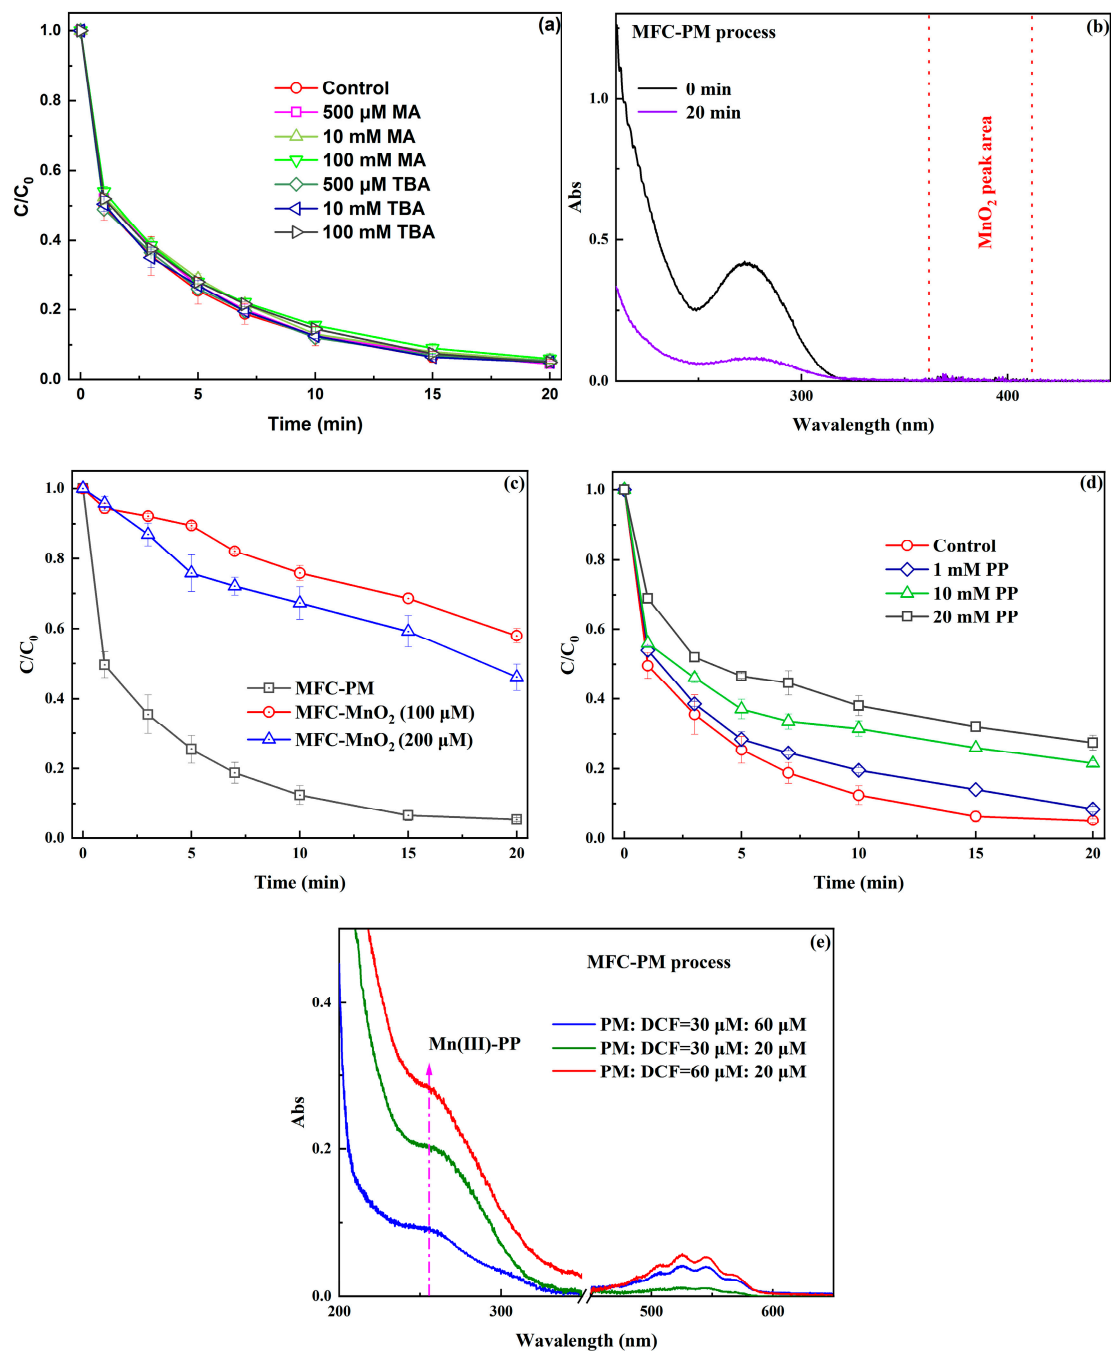 (a)
Control
500 μM MA
10 mM MA
100 mM MA
500 μM TBA
10 mM TBA
100 mM TBA
C/C₀
1.0
0.8
0.6
0.4
0.2
0.0
0
5
10
15
20
Time (min)
(b)
MFC-PM process
0 min
20 min
MnO₂ peak area
Abs
1.0
0.5
0.0
300
400
Wavelength (nm)
(c)
MFC-PM
MFC-MnO₂ (100 μM)
MFC-MnO₂ (200 μM)
C/C₀
1.0
0.8
0.6
0.4
0.2
0.0
0
5
10
15
20
Time (min)
(d)
Control
1 mM PP
10 mM PP
20 mM PP
C/C₀
1.0
0.8
0.6
0.4
0.2
0.0
0
5
10
15
20
Time (min)
(e)
MFC-PM process
PM: DCF=30 μM: 60 μM
PM: DCF=30 μM: 20 μM
PM: DCF=60 μM: 20 μM
Mn(III)-PP
Abs
0.4
0.2
0.0
200
300
500
600
Wavelength (nm)